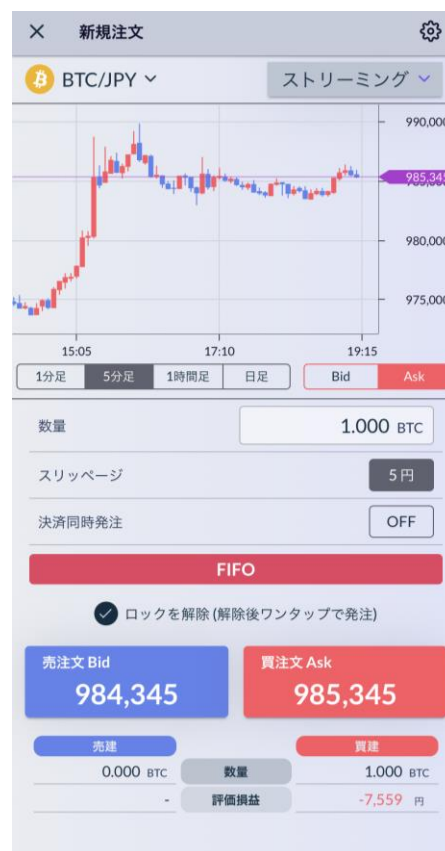 新規注文
BTC/JPY
ストリーミング
990,000
985,345
980,000
975,000
15:05 17:10 19:15
1分足 5分足 1時間足 日足 Bid Ask
数量 1.000 BTC
スリッページ 5円
決済同時発注 OFF
FIFO
ロックを解除 (解除後ワンタップで発注)
売注文 Bid 買注文 Ask
984,345 985,345
売建 買建
0.000 BTC 数量 1.000 BTC
- 評価損益 -7,559 円